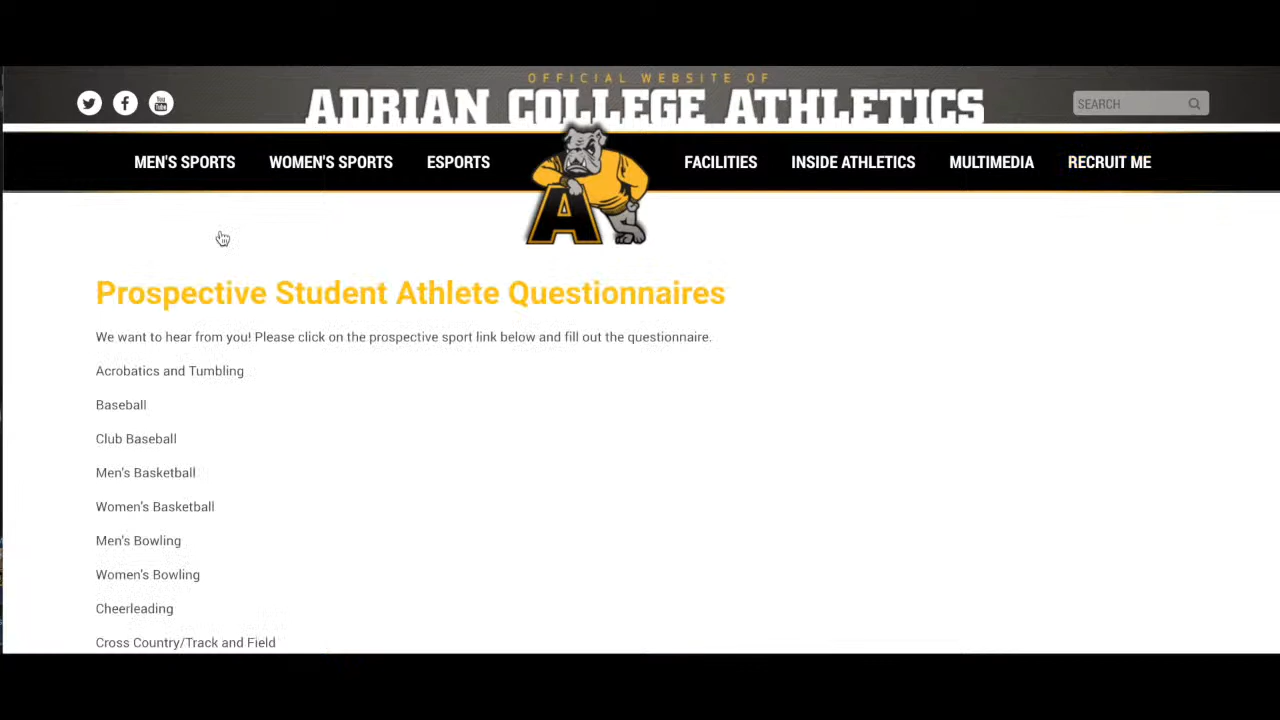 OFFICIAL WEBSITE OF
ADRIAN COLLEGE ATHLETICS
You Tube
SEARCH
MEN'S SPORTS WOMEN'S SPORTS ESPORTS FACILITIES INSIDE ATHLETICS MULTIMEDIA RECRUIT ME
A
Prospective Student Athlete Questionnaires
We want to hear from you! Please click on the prospective sport link below and fill out the questionnaire.
Acrobatics and Tumbling
Baseball
Club Baseball
Men's Basketball
Women's Basketball
Men's Bowling
Women's Bowling
Cheerleading
Cross Country/Track and Field